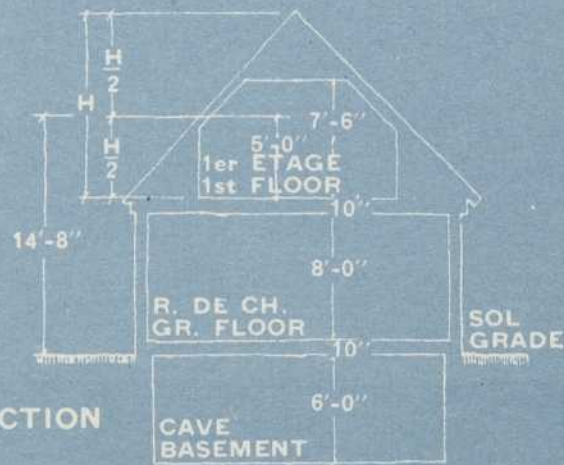 H
H
2
H
2
14'-8"
7'-6"
5'-0"
1er ETAGE
1st FLOOR
10"
8'-0"
R. DE CH.
GR. FLOOR
SOL
GRADE
10"
6'-0"
CAVE
BASEMENT
CTION